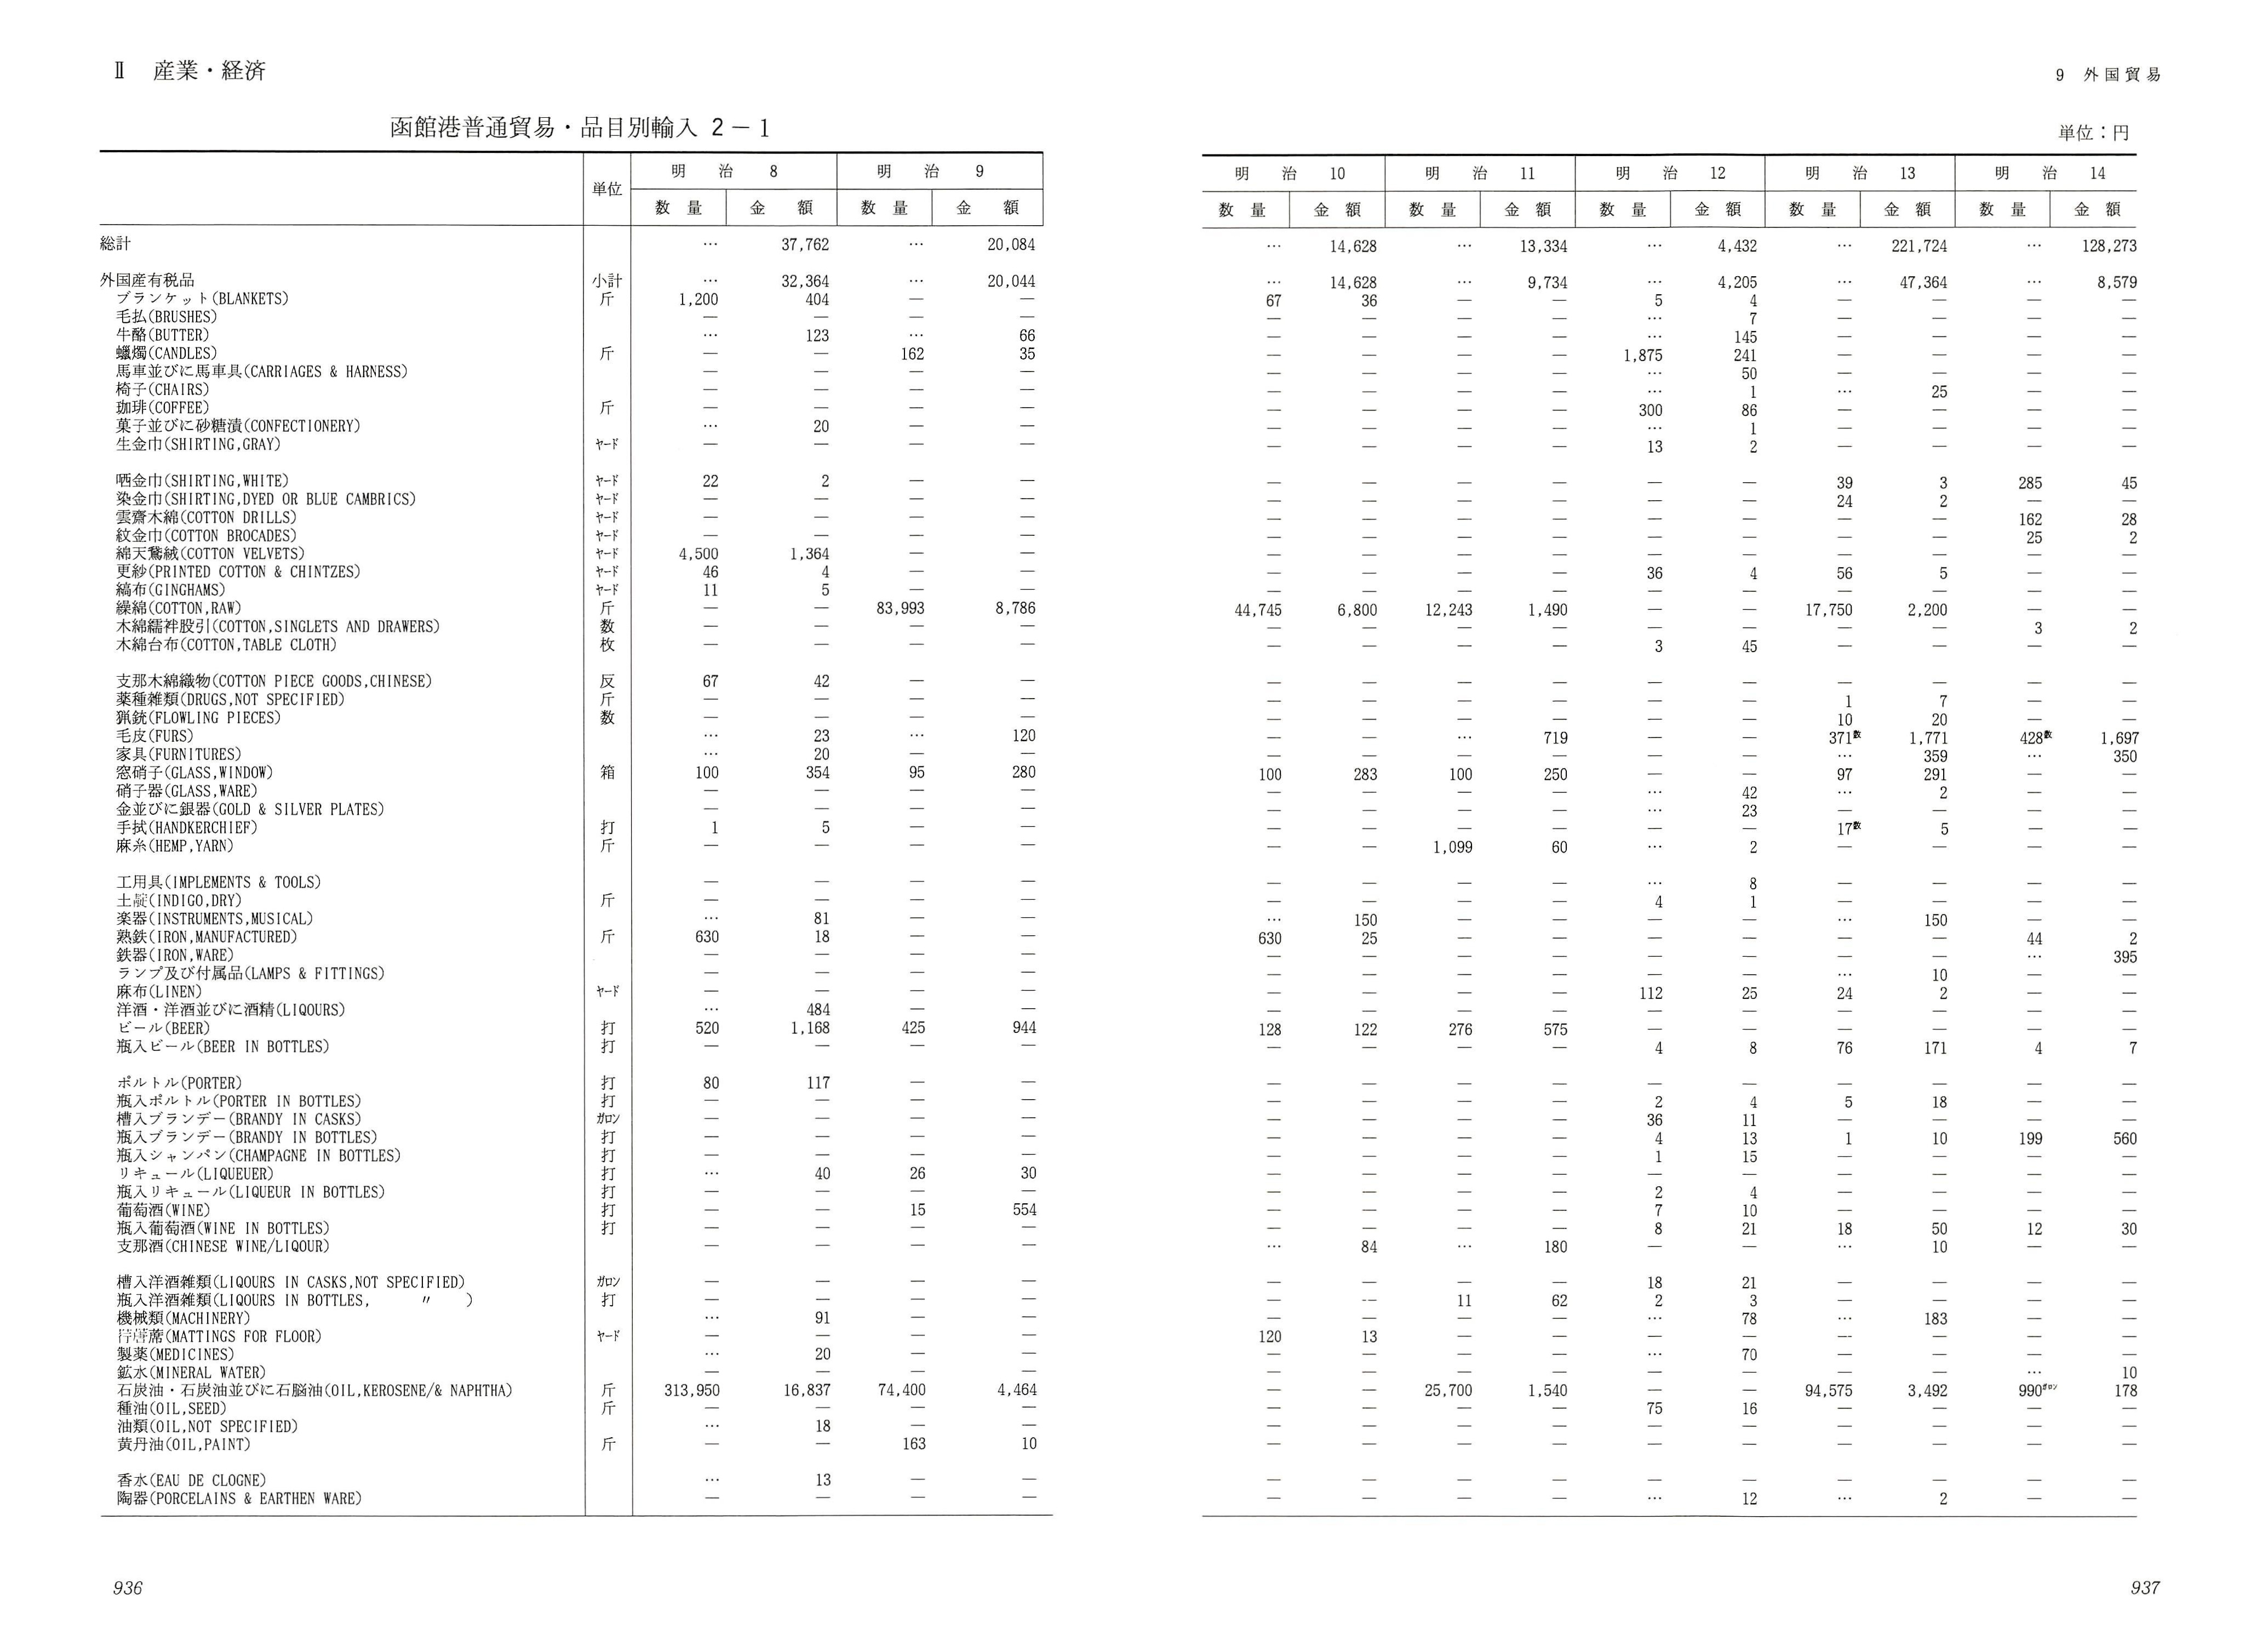 Ⅱ 産業・経済
9 外国貿易
函館港普通貿易・品目別輸入 2－1
単位：円
単位 明治8 明治9 明治10 明治11 明治12 明治13 明治14
数量 金額 数量 金額 数量 金額 数量 金額 数量 金額 数量 金額 数量 金額
総計 … 37,762 … 20,084 … 14,628 … 13,334 … 4,432 … 221,724 … 128,273
外国産有税品 小計 … 32,364 … 20,044 … 14,628 … 9,734 … 4,205 … 47,364 … 8,579
ブランケット(BLANKETS) 斤 1,200 404 — — 67 36 — — 5 4 — — — —
毛払(BRUSHES) — — — — — — — — … 7 — — — —
牛酪(BUTTER) … 123 … 66 — — — — … 145 — — — —
蠟燭(CANDLES) 斤 — — 162 35 — — — — 1,875 241 — — — —
馬車並びに馬車具(CARRIAGES & HARNESS) — — — — — — — — … 50 — — — —
椅子(CHAIRS) — — — — — — — — … 1 … 25 — —
珈琲(COFFEE) 斤 — — — — — — — — 300 86 — — — —
菓子並びに砂糖漬(CONFECTIONERY) … 20 — — — — — — … 1 — — — —
生金巾(SHIRTING,GRAY) ヤード — — — — — — — — 13 2 — — — —
晒金巾(SHIRTING,WHITE) ヤード 22 2 — — — — — — — — 39 3 285 45
染金巾(SHIRTING,DYED OR BLUE CAMBRICS) ヤード — — — — — — — — — — 24 2 — —
雲齋木綿(COTTON DRILLS) ヤード — — — — — — — — — — — — 162 28
紋金巾(COTTON BROCADES) ヤード — — — — — — — — — — — — 25 2
綿天鵞絨(COTTON VELVETS) ヤード 4,500 1,364 — — — — — — — — — — — —
更紗(PRINTED COTTON & CHINTZES) ヤード 46 4 — — — — — — 36 4 56 5 — —
縞布(GINGHAMS) ヤード 11 5 — — — — — — — — — — — —
繰綿(COTTON,RAW) 斤 — — 83,993 8,786 44,745 6,800 12,243 1,490 — — 17,750 2,200 — —
木綿繻袢股引(COTTON,SINGLETS AND DRAWERS) 数 — — — — — — — — — — — — 3 2
木綿台布(COTTON,TABLE CLOTH) 枚 — — — — — — — — 3 45 — — — —
支那木綿織物(COTTON PIECE GOODS,CHINESE) 反 67 42 — — — — — — — — — — — —
薬種雑類(DRUGS,NOT SPECIFIED) 斤 — — — — — — — — — — 1 7 — —
猟銃(FLOWLING PIECES) 数 — — — — — — — — — — 10 20 — —
毛皮(FURS) … 23 … 120 — — … 719 — — 371数 1,771 428数 1,697
家具(FURNITURES) … 20 — — — — — — — — … 359 … 350
窓硝子(GLASS,WINDOW) 箱 100 354 95 280 100 283 100 250 — — 97 291 — —
硝子器(GLASS,WARE) — — — — — — — — … 42 … 2 — —
金並びに銀器(GOLD & SILVER PLATES) — — — — — — — — … 23 — — — —
手拭(HANDKERCHIEF) 打 1 5 — — — — — — — — 17数 5 — —
麻糸(HEMP,YARN) 斤 — — — — — — 1,099 60 … 2 — — — —
工用具(IMPLEMENTS & TOOLS) — — — — — — — — … 8 — — — —
土靛(INDIGO,DRY) 斤 — — — — — — — — 4 1 — — — —
楽器(INSTRUMENTS,MUSICAL) … 81 — — … 150 — — — — … 150 — —
熟鉄(IRON,MANUFACTURED) 斤 630 18 — — 630 25 — — — — — — 44 2
鉄器(IRON,WARE) — — — — — — — — — — — — … 395
ランプ及び付属品(LAMPS & FITTINGS) — — — — — — — — — — … 10 — —
麻布(LINEN) ヤード — — — — — — — — 112 25 24 2 — —
洋酒・洋酒並びに酒精(LIQOURS) … 484 — — — — — — — — — — — —
ビール(BEER) 打 520 1,168 425 944 128 122 276 575 — — — — — —
瓶入ビール(BEER IN BOTTLES) 打 — — — — — — — — 4 8 76 171 4 7
ポルトル(PORTER) 打 80 117 — — — — — — — — — — — —
瓶入ポルトル(PORTER IN BOTTLES) 打 — — — — — — — — 2 4 5 18 — —
槽入ブランデー(BRANDY IN CASKS) ガロン — — — — — — — — 36 11 — — — —
瓶入ブランデー(BRANDY IN BOTTLES) 打 — — — — — — — — 4 13 1 10 199 560
瓶入シャンパン(CHAMPAGNE IN BOTTLES) 打 — — — — — — — — 1 15 — — — —
リキュール(LIQUEUER) 打 … 40 26 30 — — — — — — — — — —
瓶入リキュール(LIQUEUR IN BOTTLES) 打 — — — — — — — — 2 4 — — — —
葡萄酒(WINE) 打 — — 15 554 — — — — 7 10 — — — —
瓶入葡萄酒(WINE IN BOTTLES) 打 — — — — — — — — 8 21 18 50 12 30
支那酒(CHINESE WINE/LIQOUR) — — — — … 84 … 180 — — … 10 — —
槽入洋酒雑類(LIQOURS IN CASKS,NOT SPECIFIED) ガロン — — — — — — — — 18 21 — — — —
瓶入洋酒雑類(LIQOURS IN BOTTLES, 〃 ) 打 — — — — — — 11 62 2 3 — — — —
機械類(MACHINERY) … 91 — — — — — — … 78 … 183 — —
蓆(MATTINGS FOR FLOOR) ヤード — — — — 120 13 — — — — — — — —
製薬(MEDICINES) … 20 — — — — — — … 70 — — — —
鉱水(MINERAL WATER) — — — — — — — — — — — — … 10
石炭油・石炭油並びに石脳油(OIL,KEROSENE/& NAPHTHA) 斤 313,950 16,837 74,400 4,464 — — 25,700 1,540 — — 94,575 3,492 990ガロン 178
種油(OIL,SEED) 斤 — — — — — — — — 75 16 — — — —
油類(OIL,NOT SPECIFIED) … 18 — — — — — — — — — — — —
黄丹油(OIL,PAINT) 斤 — — 163 10 — — — — — — — — — —
香水(EAU DE CLOGNE) … 13 — — — — — — — — — — — —
陶器(PORCELAINS & EARTHEN WARE) — — — — — — — — … 12 … 2 — —
936
937